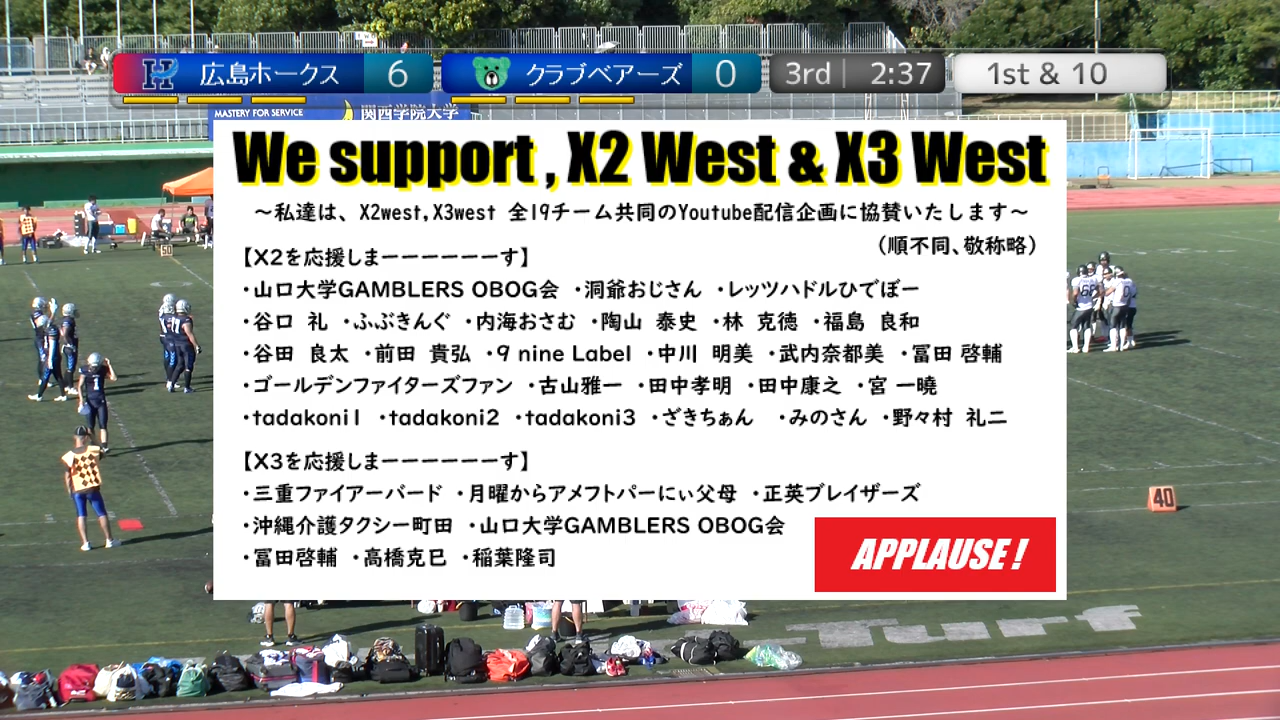 広島ホークス 6 クラブベアーズ 0 3rd 2:37 1st & 10
MASTERY FOR SERVICE 関西学院大学
We support , X2 West & X3 West
～私達は、X2west,X3west 全19チーム共同のYoutube配信企画に協賛いたします～
（順不同、敬称略）
【X2を応援しまーーーーーーす】
・山口大学GAMBLERS OBOG会 ・洞爺おじさん ・レッツハドルひでぼー
・谷口 礼 ・ふぶきんぐ ・内海おさむ ・陶山 泰史 ・林 克徳 ・福島 良和
・谷田 良太 ・前田 貴弘 ・9 nine Label ・中川 明美 ・武内奈都美 ・冨田 啓輔
・ゴールデンファイターズファン ・古山雅一 ・田中孝明 ・田中康之 ・宮 一曉
・tadakoni1 ・tadakoni2 ・tadakoni3 ・ざきちぁん ・みのさん ・野々村 礼二
【X3を応援しまーーーーーーす】
・三重ファイアーバード ・月曜からアメフトパーにぃ父母 ・正英ブレイザーズ
・沖縄介護タクシー町田 ・山口大学GAMBLERS OBOG会
・冨田啓輔 ・高橋克巳 ・稲葉隆司
APPLAUSE !
50
40
Turf